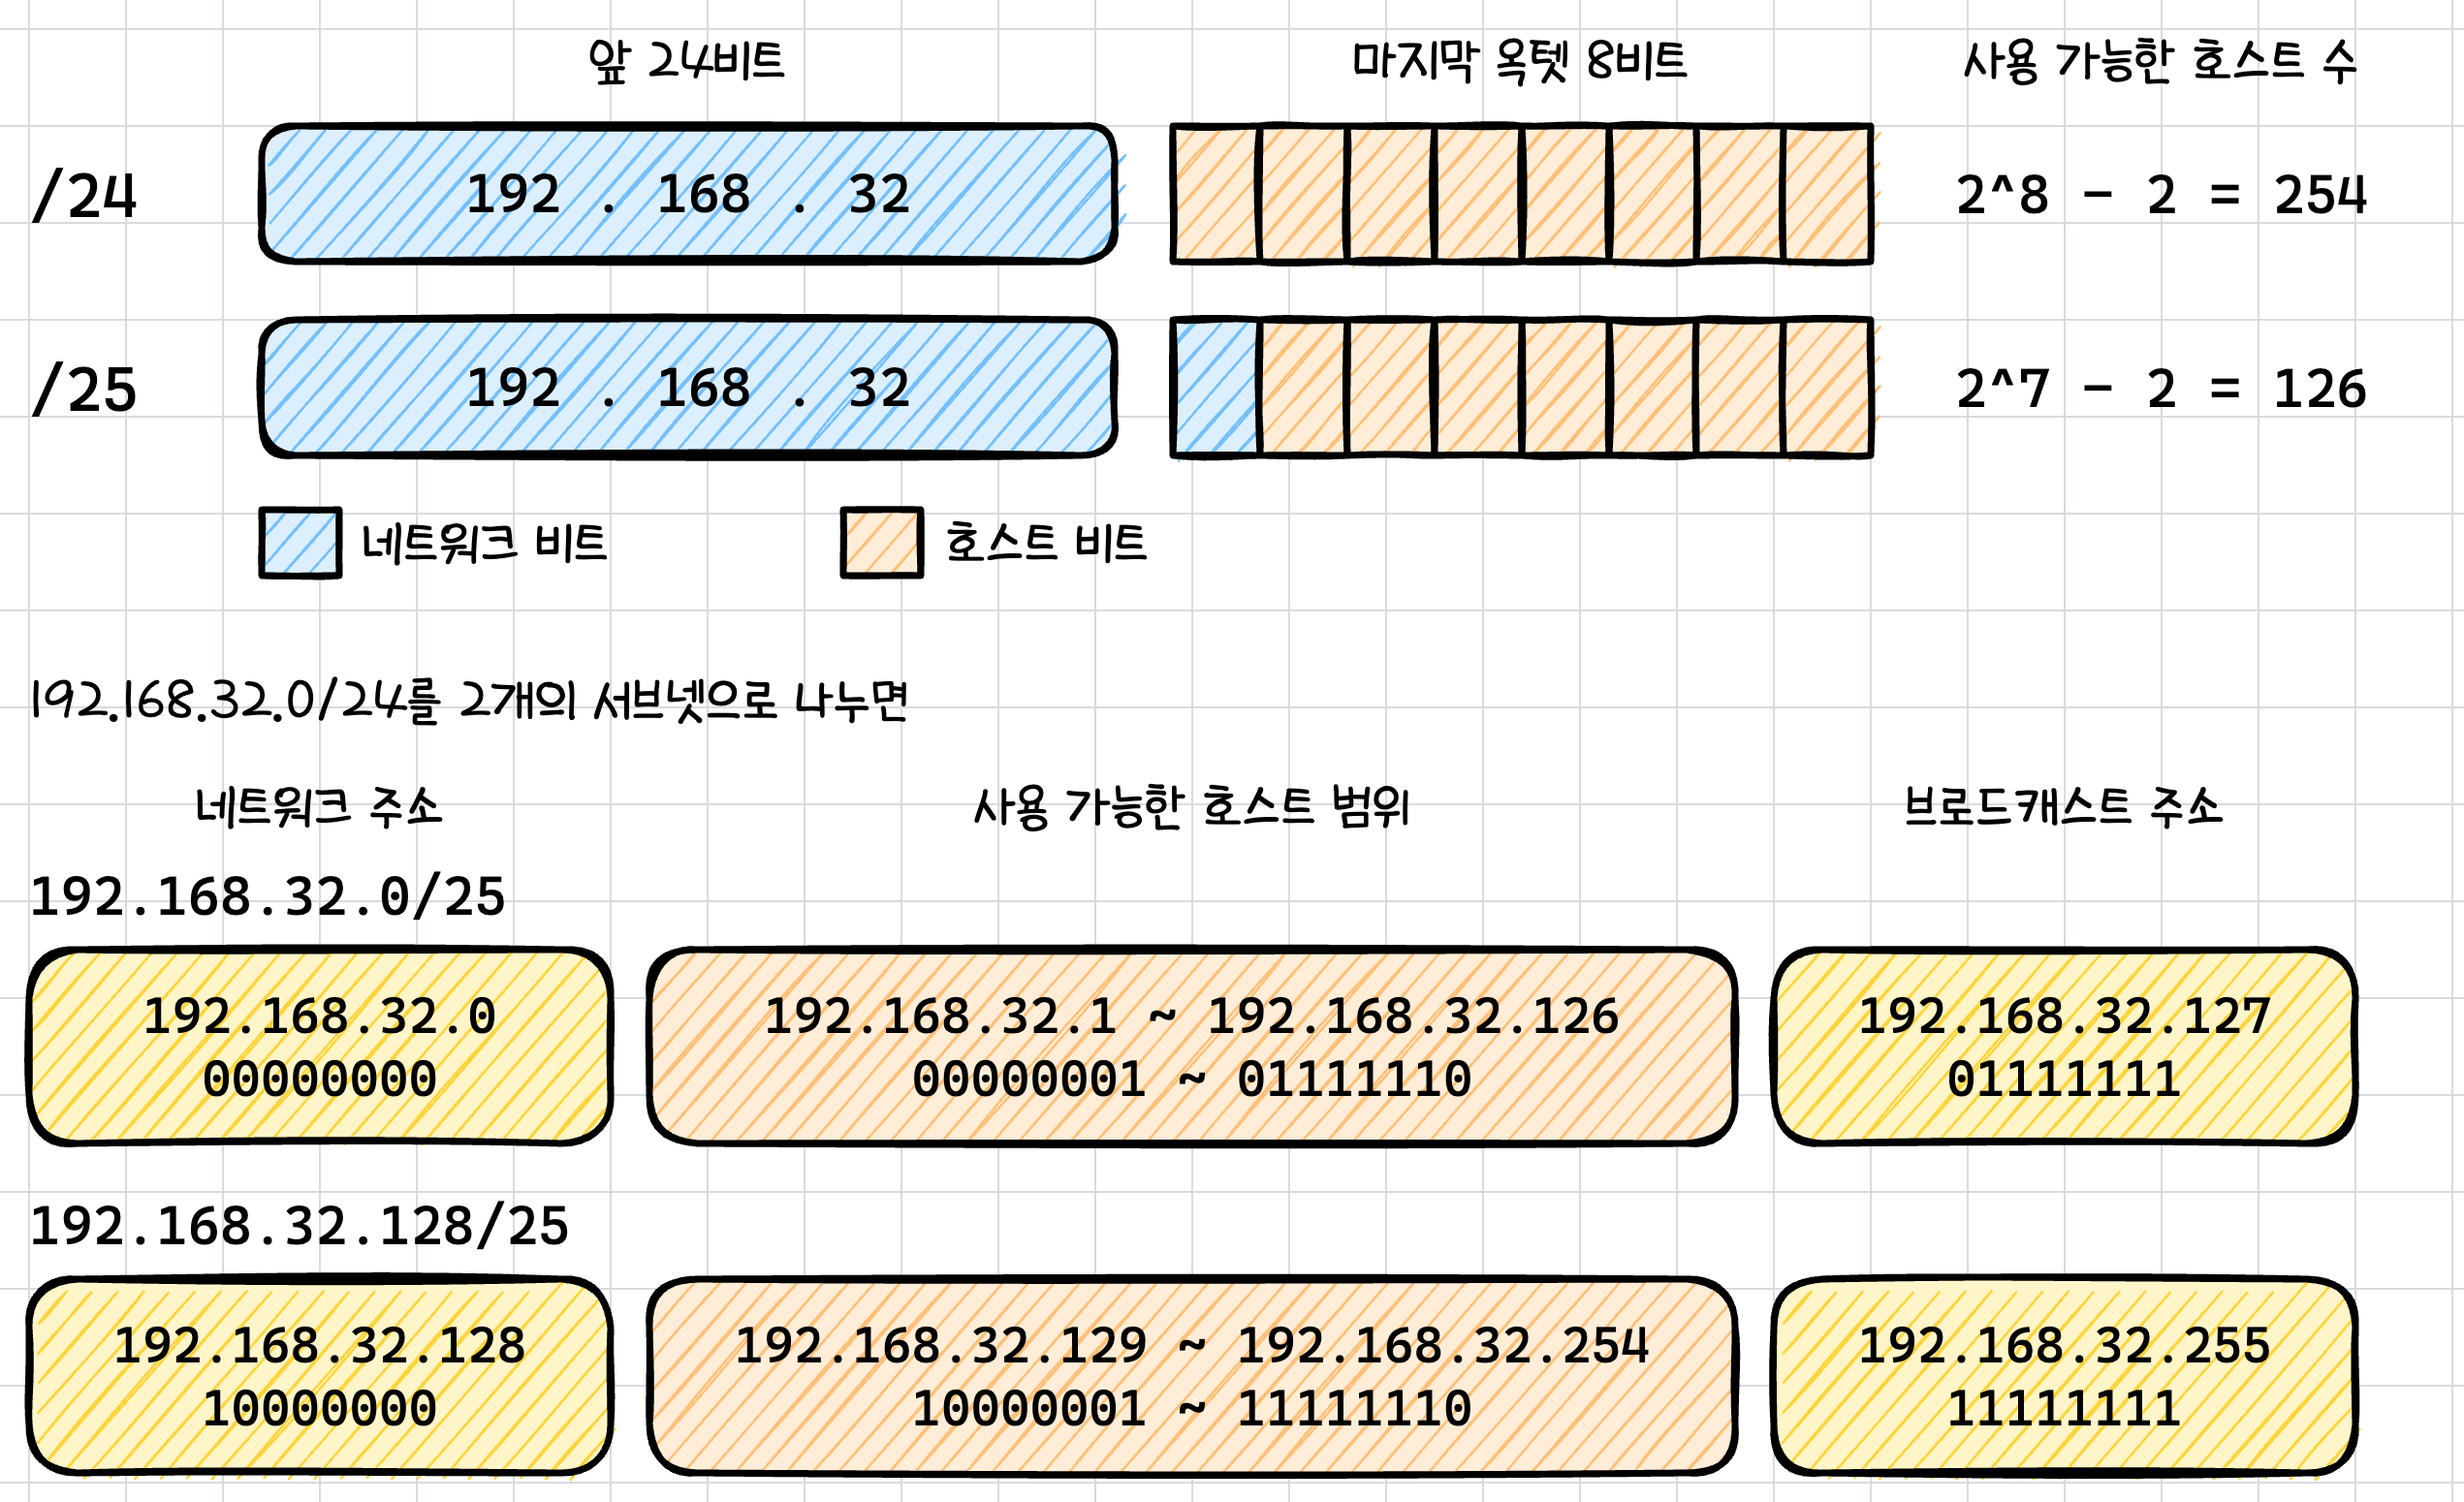 앞 24비트
마지막 옥텟 8비트
사용 가능한 호스트 수
/24
192 . 168 . 32
2^8 - 2 = 254
/25
192 . 168 . 32
2^7 - 2 = 126
네트워크 비트
호스트 비트
192.168.32.0/24를 2개의 서브넷으로 나누면
네트워크 주소
사용 가능한 호스트 범위
브로드캐스트 주소
192.168.32.0/25
192.168.32.0
00000000
192.168.32.1 ~ 192.168.32.126
00000001 ~ 01111110
192.168.32.127
01111111
192.168.32.128/25
192.168.32.128
10000000
192.168.32.129 ~ 192.168.32.254
10000001 ~ 11111110
192.168.32.255
11111111